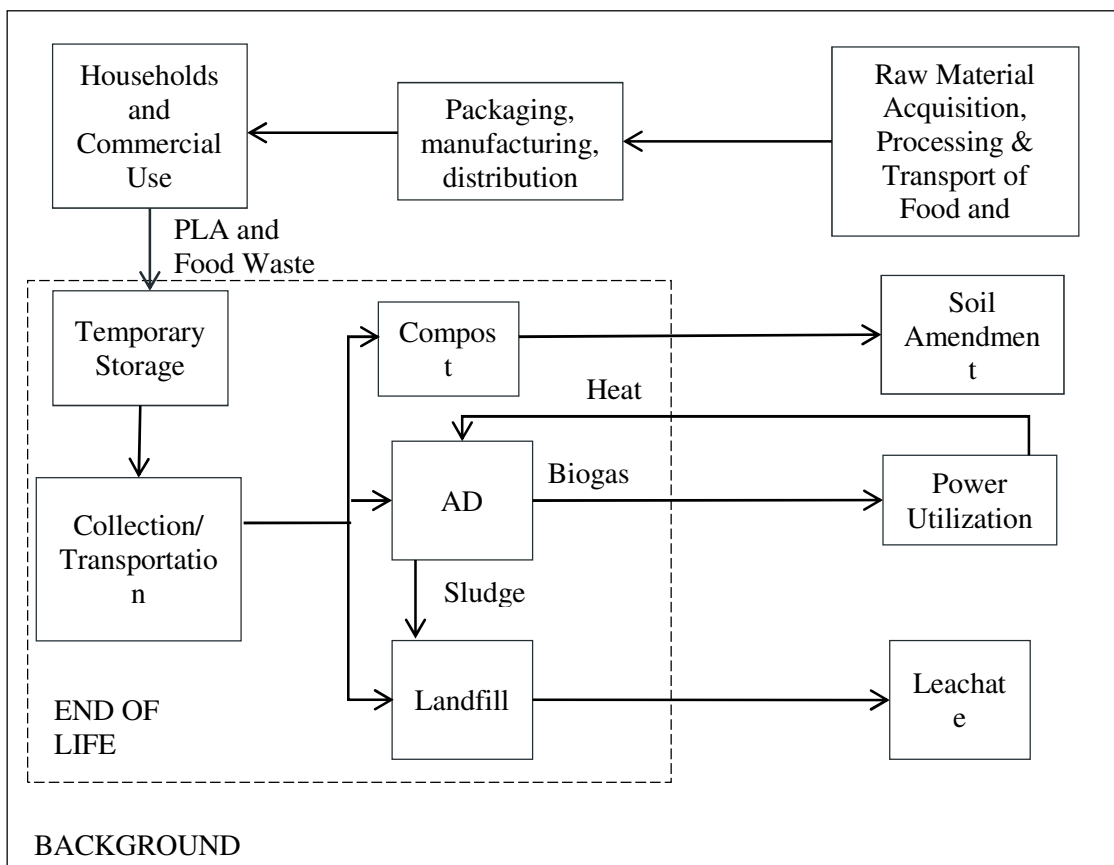 Households
and
Commercial
Use
Packaging,
manufacturing,
distribution
Raw Material
Acquisition,
Processing &
Transport of
Food and
PLA and
Food Waste
Temporary
Storage
Compos
t
Soil
Amendmen
t
Heat
Collection/
Transportatio
n
AD
Biogas
Power
Utilization
Sludge
Landfill
Leachat
e
END OF
LIFE
BACKGROUND